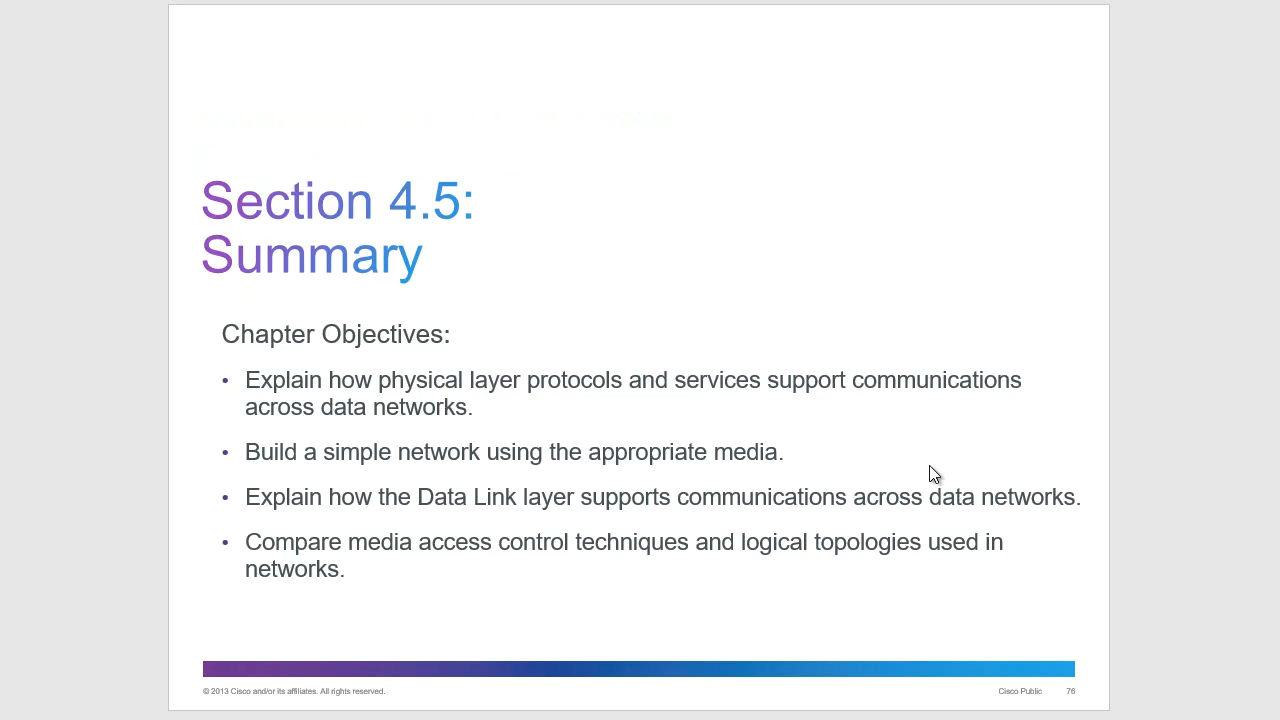 Section 4.5:
Summary
Chapter Objectives:
• Explain how physical layer protocols and services support communications
across data networks.
• Build a simple network using the appropriate media.
• Explain how the Data Link layer supports communications across data networks.
• Compare media access control techniques and logical topologies used in
networks.
© 2013 Cisco and/or its affiliates. All rights reserved.
Cisco Public
76